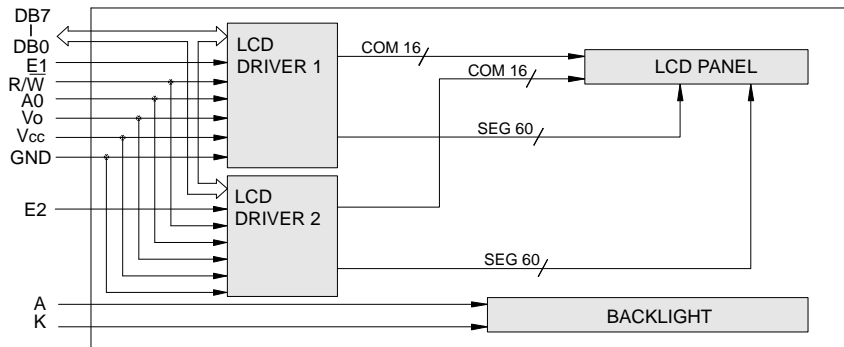 DB7
DB0
E1
R/W̅
A0
Vo
Vcc
GND
E2
A
K
LCD
DRIVER 1
LCD
DRIVER 2
COM 16
COM 16
SEG 60
SEG 60
LCD PANEL
BACKLIGHT